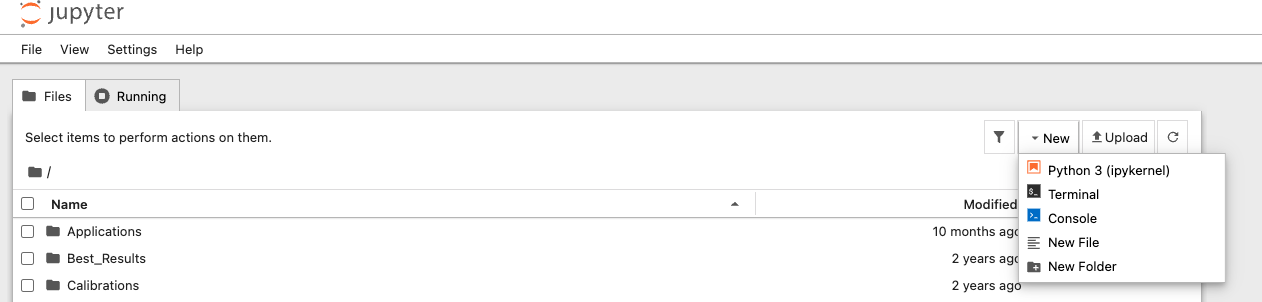 jupyter
File View Settings Help
Files Running
Select items to perform actions on them.
New Upload
/
Python 3 (ipykernel)
Terminal
Console
New File
New Folder
Name Modified
Applications 10 months ago
Best_Results 2 years ago
Calibrations 2 years ago